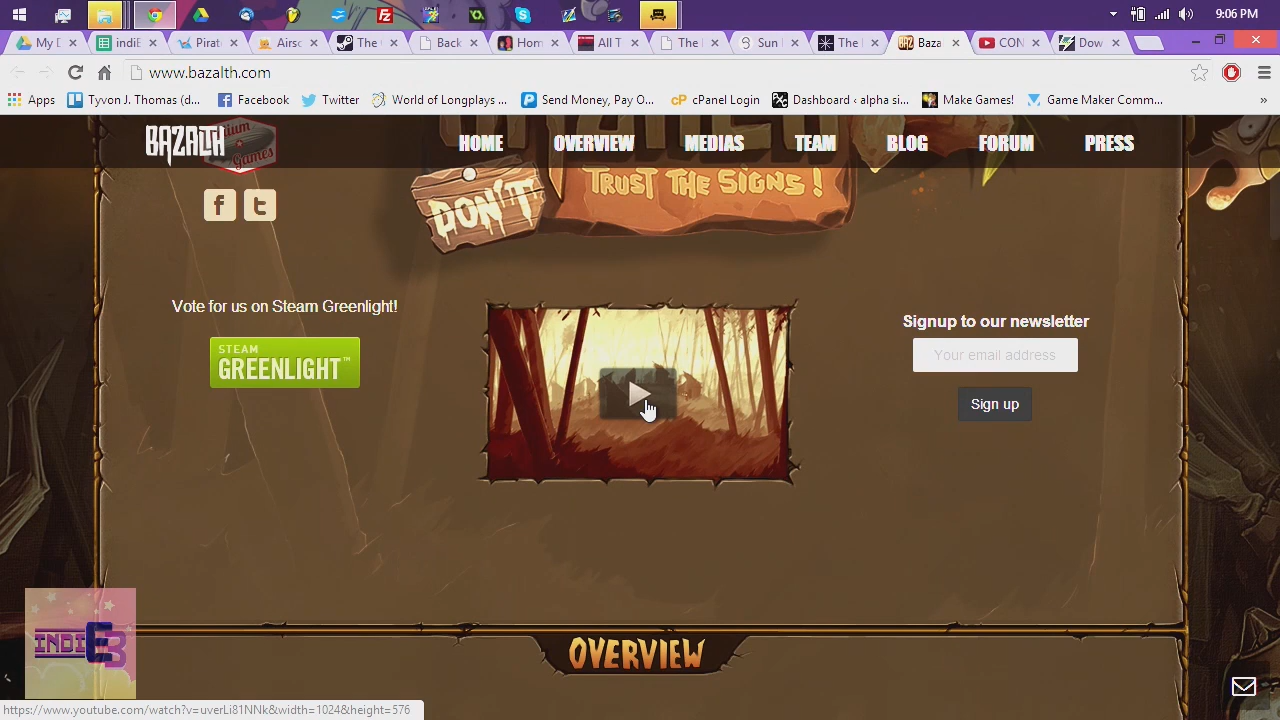 9:06 PM
My D
indiE
Pirat
Airsc
The (
Back
Hom
All T
The l
Sun l
The l
Baza
CON
Dow
www.bazalth.com
Apps
Tyvon J. Thomas (d...
Facebook
Twitter
World of Longplays,...
Send Money, Pay O...
cPanel Login
Dashboard ‹ alpha si...
Make Games!
Game Maker Comm...
»
BAZALTH
ium
Games
HOME
OVERVIEW
MEDIAS
TEAM
BLOG
FORUM
PRESS
DON'T
TRUST THE SIGNS!
Vote for us on Steam Greenlight!
STEAM
GREENLIGHT™
Signup to our newsletter
Your email address
Sign up
OVERVIEW
INDIE3
https://www.youtube.com/watch?v=uverLi81NNk&width=1024&height=576